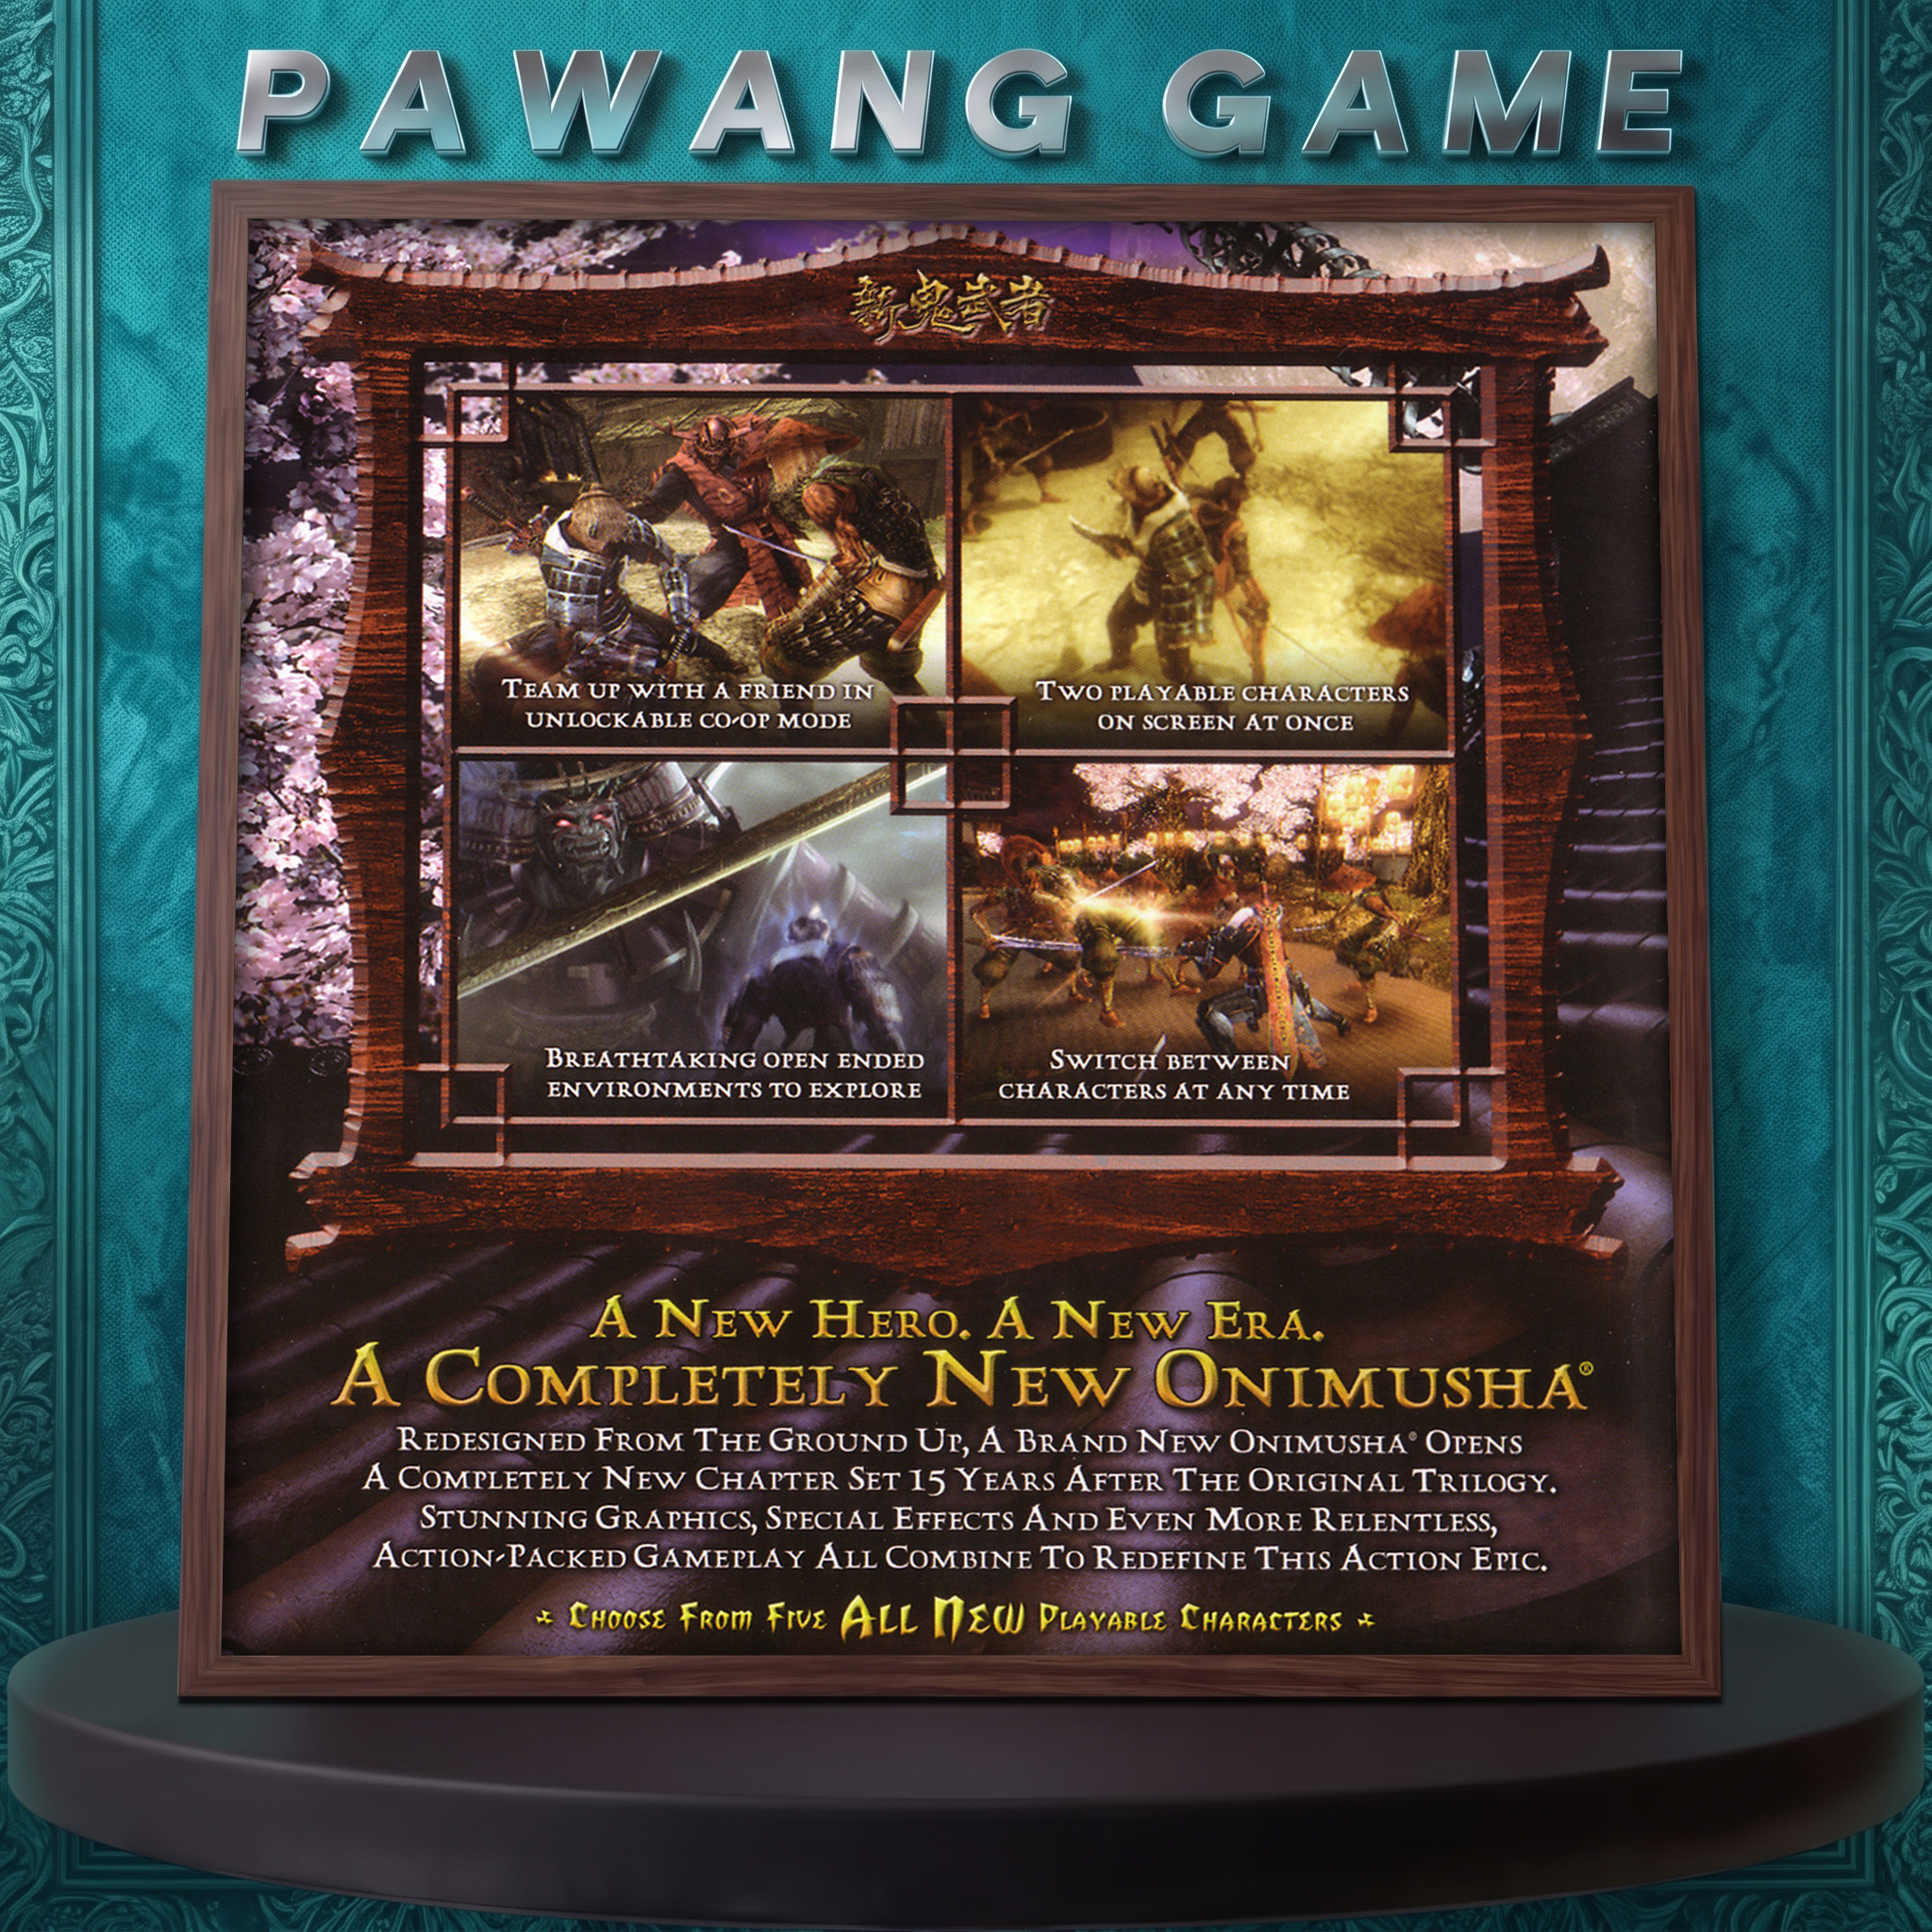 PAWANG GAME
新鬼武者
TEAM UP WITH A FRIEND IN
UNLOCKABLE CO-OP MODE
TWO PLAYABLE CHARACTERS
ON SCREEN AT ONCE
BREATHTAKING OPEN ENDED
ENVIRONMENTS TO EXPLORE
SWITCH BETWEEN
CHARACTERS AT ANY TIME
A NEW HERO. A NEW ERA.
A COMPLETELY NEW ONIMUSHA®
REDESIGNED FROM THE GROUND UP, A BRAND NEW ONIMUSHA® OPENS
A COMPLETELY NEW CHAPTER SET 15 YEARS AFTER THE ORIGINAL TRILOGY.
STUNNING GRAPHICS, SPECIAL EFFECTS AND EVEN MORE RELENTLESS,
ACTION-PACKED GAMEPLAY ALL COMBINE TO REDEFINE THIS ACTION EPIC.
CHOOSE FROM FIVE ALL NEW PLAYABLE CHARACTERS